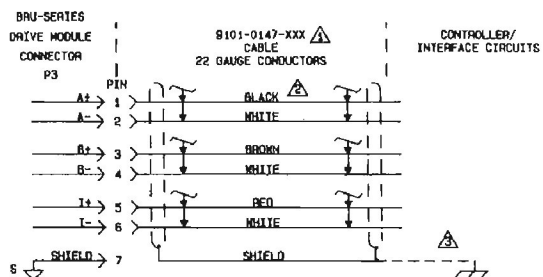 BRU-SERIES
DRIVE MODULE
CONNECTOR
P3
9101-0147-XXX 1
CABLE
22 GAUGE CONDUCTORS
CONTROLLER/
INTERFACE CIRCUITS
PIN
A+ 1 BLACK 2
A- 2 WHITE
B+ 3 BROWN
B- 4 WHITE
I+ 5 RED
I- 6 WHITE
SHIELD 7 SHIELD 3
S